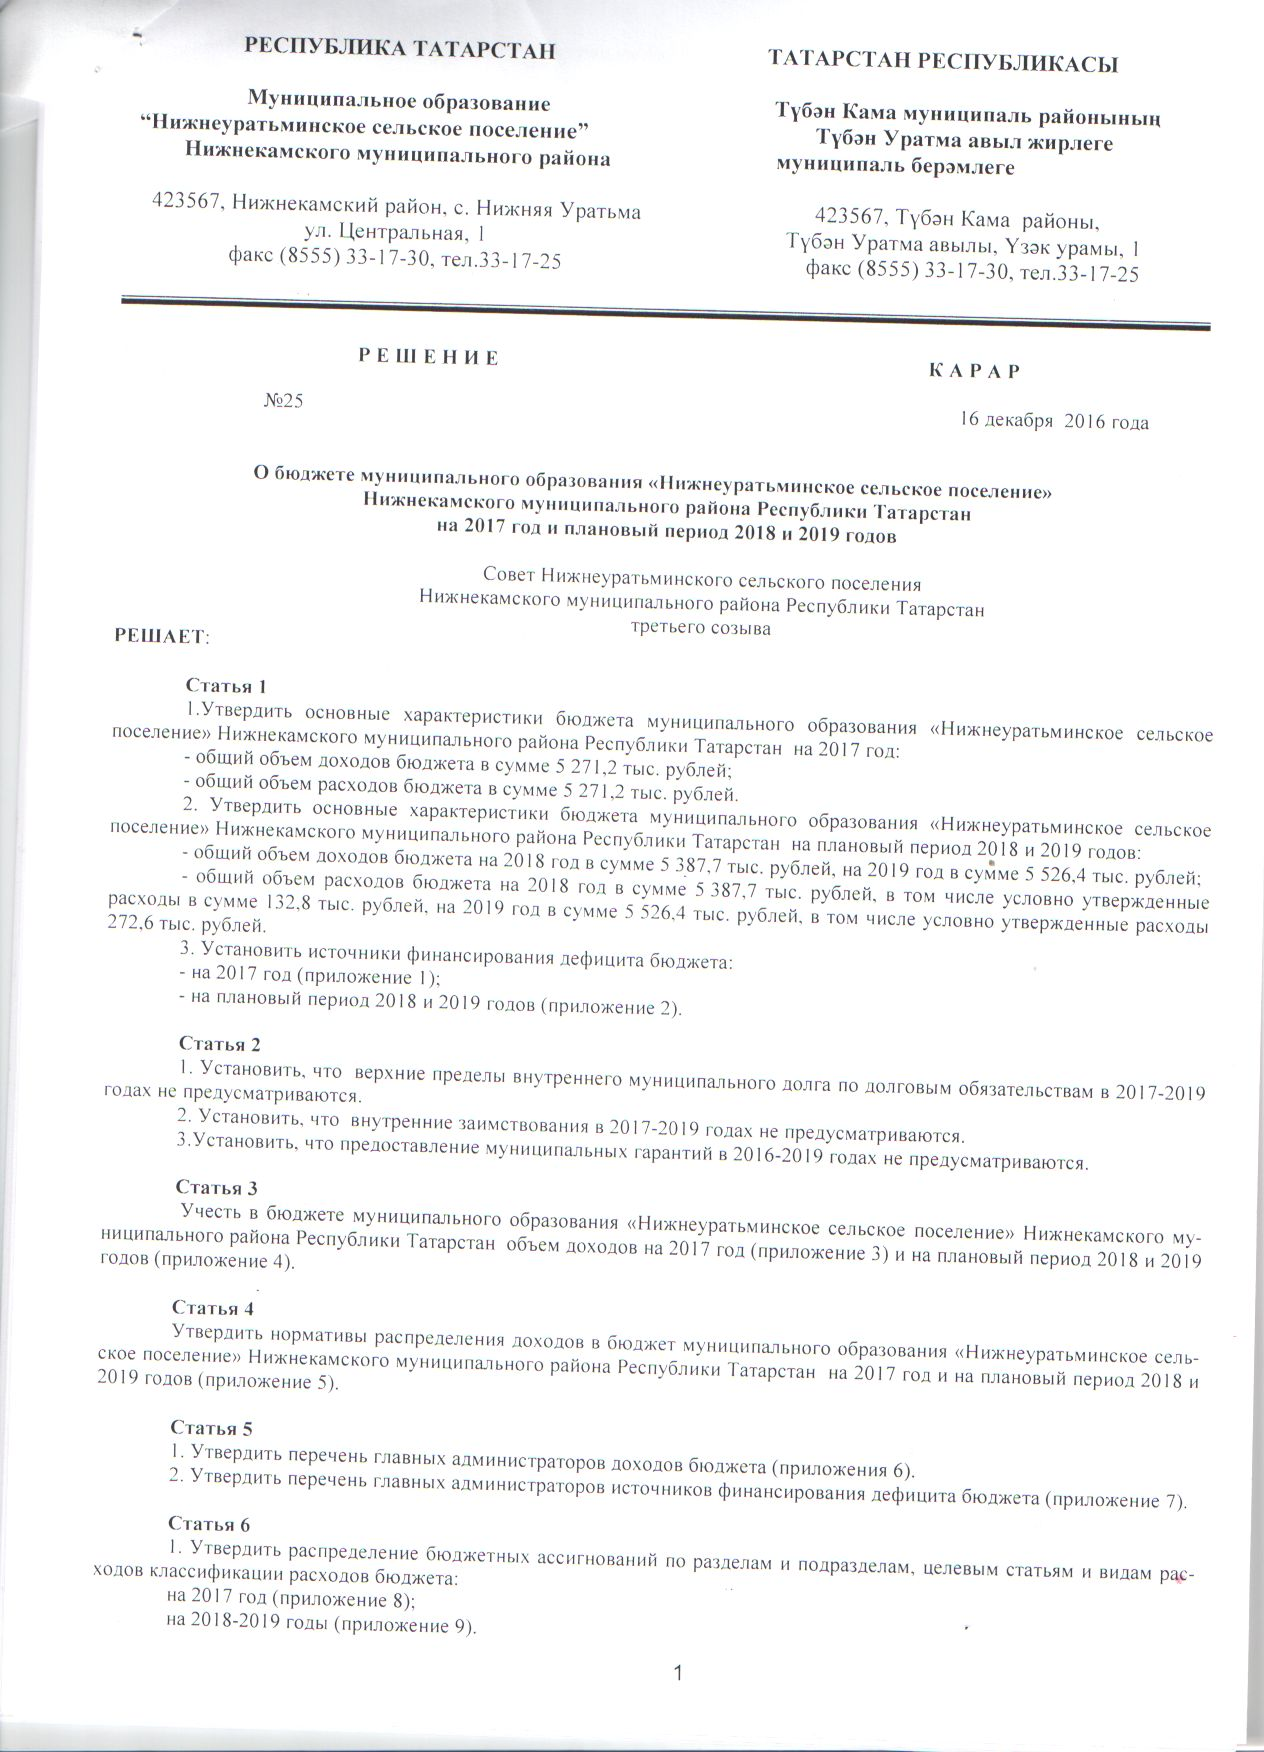 РЕСПУБЛИКА ТАТАРСТАН
Муниципальное образование
“Нижнеуратьминское сельское поселение”
Нижнекамского муниципального района
423567, Нижнекамский район, с. Нижняя Уратьма
ул. Центральная, 1
факс (8555) 33-17-30, тел.33-17-25
ТАТАРСТАН РЕСПУБЛИКАСЫ
Түбән Кама муниципаль районының
Түбән Уратма авыл жирлеге
муниципаль берәмлеге
423567, Түбән Кама районы,
Түбән Уратма авылы, Үзәк урамы, 1
факс (8555) 33-17-30, тел.33-17-25
Р Е Ш Е Н И Е
К А Р А Р
№25
16 декабря 2016 года
О бюджете муниципального образования «Нижнеуратьминское сельское поселение»
Нижнекамского муниципального района Республики Татарстан
на 2017 год и плановый период 2018 и 2019 годов
Совет Нижнеуратьминского сельского поселения
Нижнекамского муниципального района Республики Татарстан
третьего созыва
РЕШАЕТ:
Статья 1
1.Утвердить основные характеристики бюджета муниципального образования «Нижнеуратьминское сельское
поселение» Нижнекамского муниципального района Республики Татарстан на 2017 год:
- общий объем доходов бюджета в сумме 5 271,2 тыс. рублей;
- общий объем расходов бюджета в сумме 5 271,2 тыс. рублей.
2. Утвердить основные характеристики бюджета муниципального образования «Нижнеуратьминское сельское
поселение» Нижнекамского муниципального района Республики Татарстан на плановый период 2018 и 2019 годов:
- общий объем доходов бюджета на 2018 год в сумме 5 387,7 тыс. рублей, на 2019 год в сумме 5 526,4 тыс. рублей;
- общий объем расходов бюджета на 2018 год в сумме 5 387,7 тыс. рублей, в том числе условно утвержденные
расходы в сумме 132,8 тыс. рублей, на 2019 год в сумме 5 526,4 тыс. рублей, в том числе условно утвержденные расходы
272,6 тыс. рублей.
3. Установить источники финансирования дефицита бюджета:
- на 2017 год (приложение 1);
- на плановый период 2018 и 2019 годов (приложение 2).
Статья 2
1. Установить, что верхние пределы внутреннего муниципального долга по долговым обязательствам в 2017-2019
годах не предусматриваются.
2. Установить, что внутренние заимствования в 2017-2019 годах не предусматриваются.
3.Установить, что предоставление муниципальных гарантий в 2016-2019 годах не предусматриваются.
Статья 3
Учесть в бюджете муниципального образования «Нижнеуратьминское сельское поселение» Нижнекамского му-
ниципального района Республики Татарстан объем доходов на 2017 год (приложение 3) и на плановый период 2018 и 2019
годов (приложение 4).
Статья 4
Утвердить нормативы распределения доходов в бюджет муниципального образования «Нижнеуратьминское сель-
ское поселение» Нижнекамского муниципального района Республики Татарстан на 2017 год и на плановый период 2018 и
2019 годов (приложение 5).
Статья 5
1. Утвердить перечень главных администраторов доходов бюджета (приложения 6).
2. Утвердить перечень главных администраторов источников финансирования дефицита бюджета (приложение 7).
Статья 6
1. Утвердить распределение бюджетных ассигнований по разделам и подразделам, целевым статьям и видам рас-
ходов классификации расходов бюджета:
на 2017 год (приложение 8);
на 2018-2019 годы (приложение 9).
1